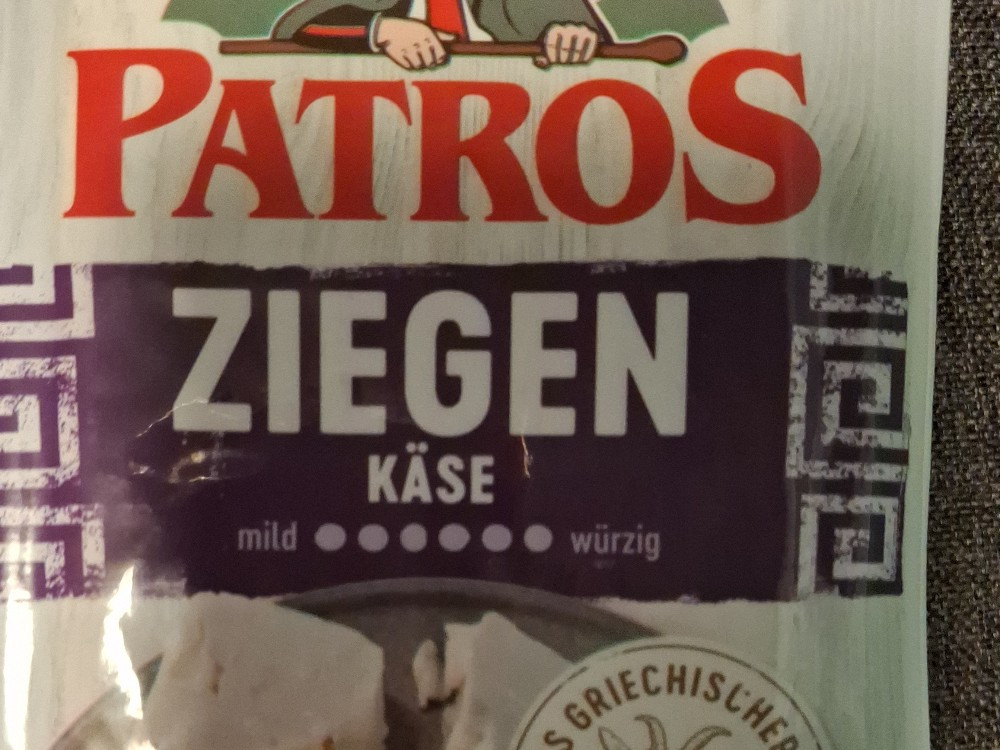 PATROS
ZIEGEN
KÄSE
mild würzig
GRIECHISCHER